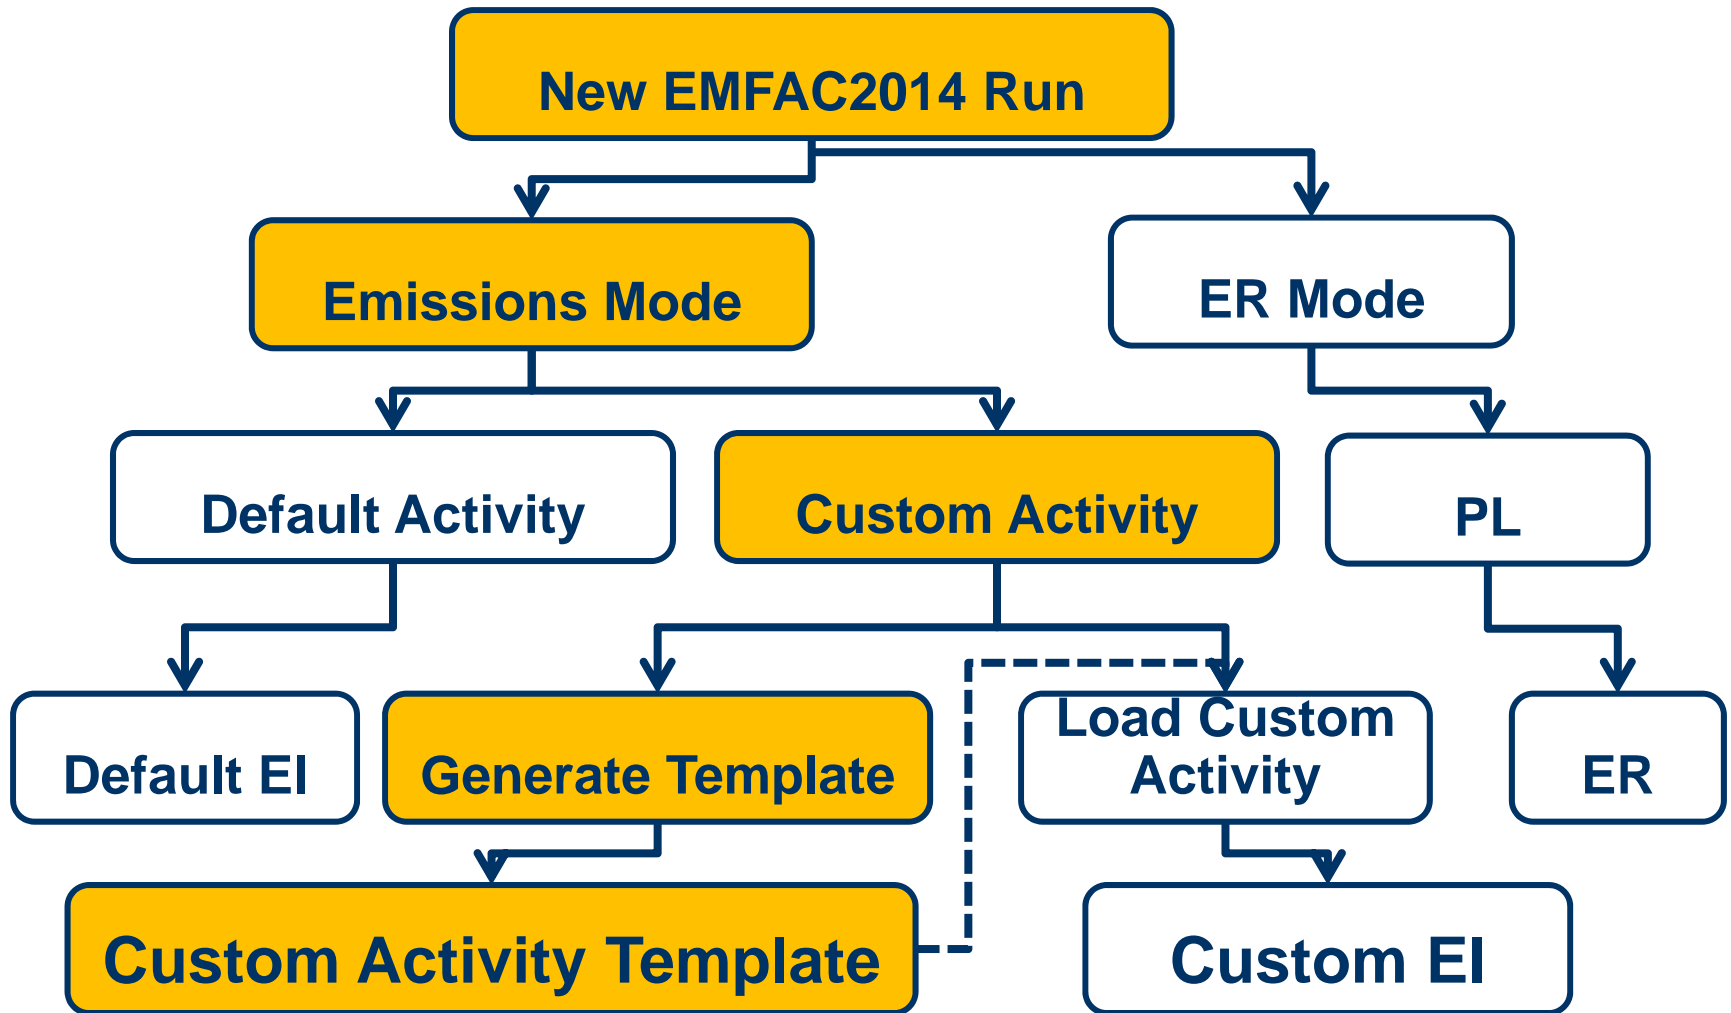 New EMFAC2014 Run
Emissions Mode
ER Mode
Default Activity
Custom Activity
PL
Default EI
Generate Template
Load Custom
Activity
ER
Custom Activity Template
Custom EI